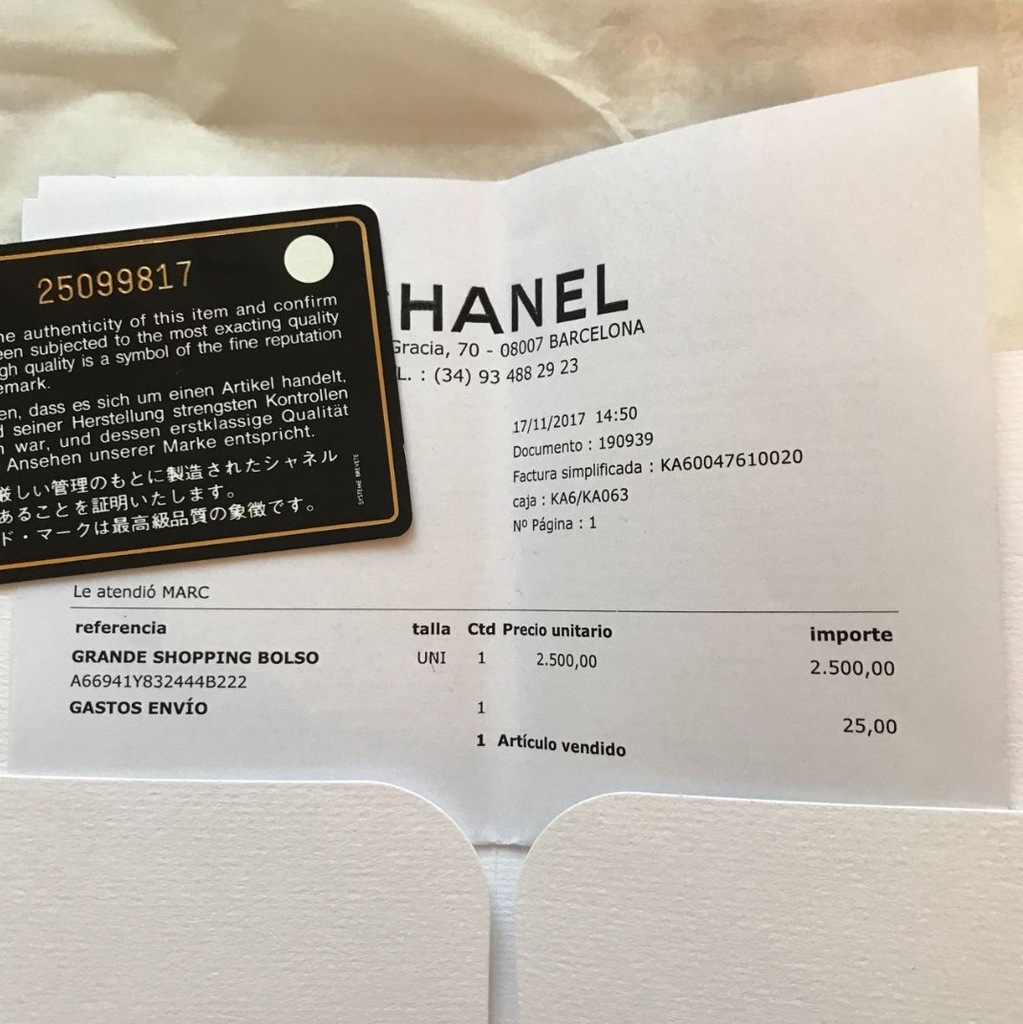 25099817
he authenticity of this item and confirm
een subjected to the most exacting quality
gh quality is a symbol of the fine reputation
emark.
en, dass es sich um einen Artikel handelt,
d seiner Herstellung strengsten Kontrollen
n war, und dessen erstklassige Qualität
Ansehen unserer Marke entspricht.
厳しい管理のもとに製造されたシャネル
あることを証明いたします。
ド・マークは最高級品質の象徴です。
SYSTEME BREVETE
HANEL
Gracia, 70 - 08007 BARCELONA
L. : (34) 93 488 29 23
17/11/2017 14:50
Documento : 190939
Factura simplificada : KA60047610020
caja : KA6/KA063
Nº Página : 1
Le atendió MARC
referencia talla Ctd Precio unitario importe
GRANDE SHOPPING BOLSO UNI 1 2.500,00 2.500,00
A66941Y832444B222
GASTOS ENVÍO 1 25,00
1 Artículo vendido